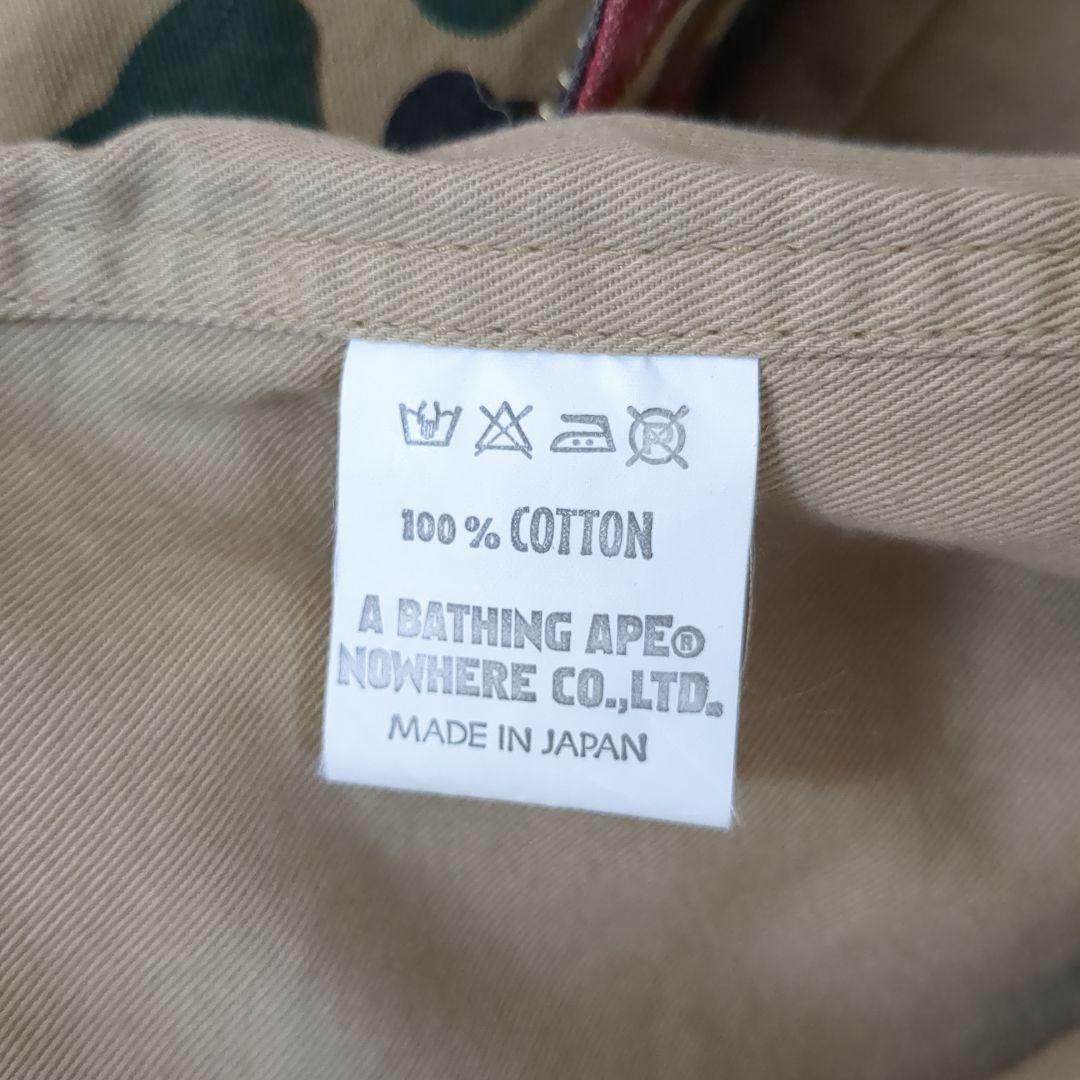 100% COTTON
A BATHING APE®
NOWHERE CO.,LTD.
MADE IN JAPAN